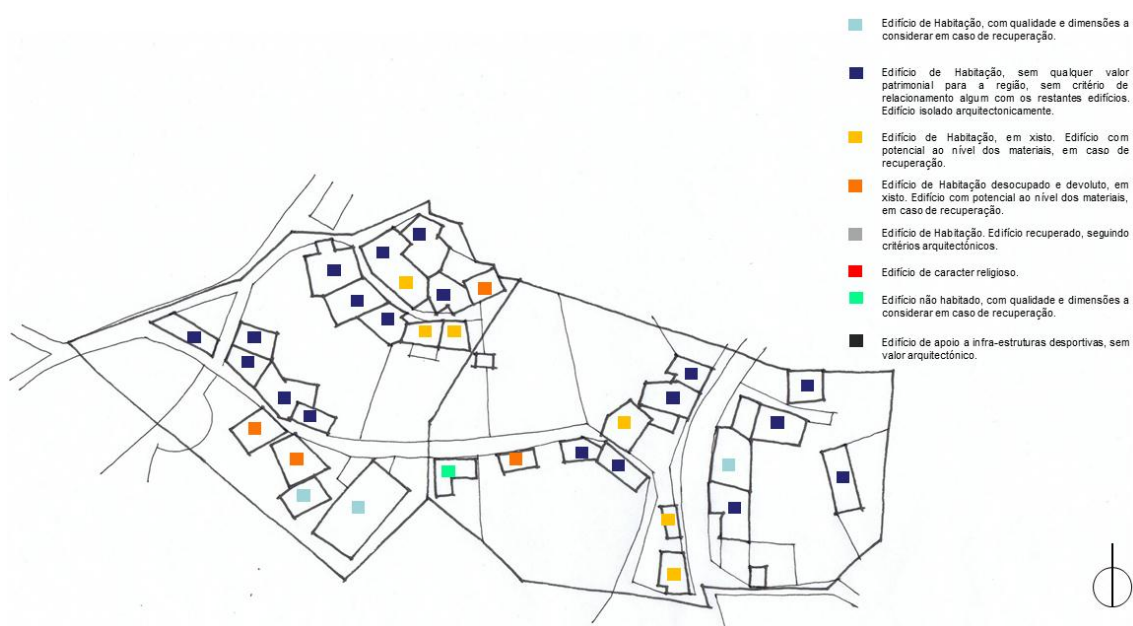 Edifício de Habitação, com qualidade e dimensões a
considerar em caso de recuperação.
Edifício de Habitação, sem qualquer valor
patrimonial para a região, sem critério de
relacionamento algum com os restantes edifícios.
Edifício isolado arquitectonicamente.
Edifício de Habitação, em xisto. Edifício com
potencial ao nível dos materiais, em caso de
recuperação.
Edifício de Habitação desocupado e devoluto, em
xisto. Edifício com potencial ao nível dos materiais,
em caso de recuperação.
Edifício de Habitação. Edifício recuperado, seguindo
critérios arquitectónicos.
Edifício de caracter religioso.
Edifício não habitado, com qualidade e dimensões a
considerar em caso de recuperação.
Edifício de apoio a infra-estruturas desportivas, sem
valor arquitectónico.